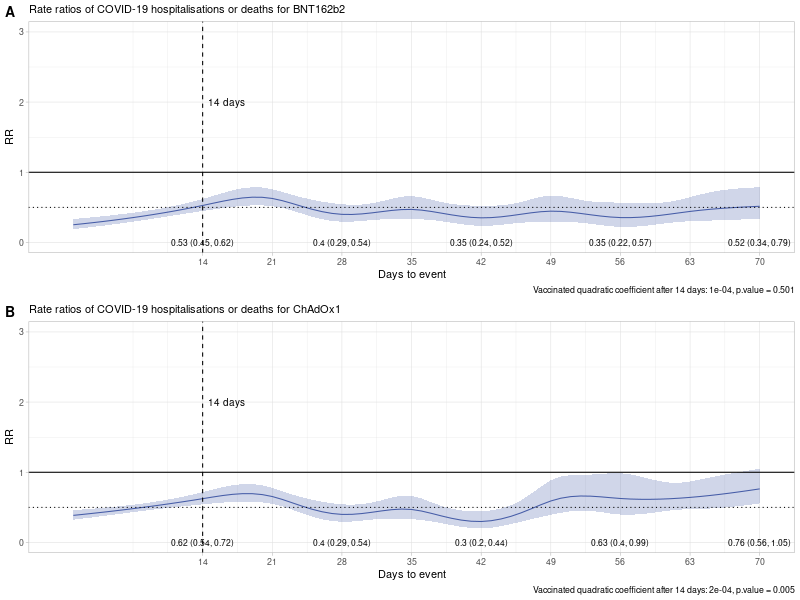 A
Rate ratios of COVID-19 hospitalisations or deaths for BNT162b2
3
2
1
0
RR
14 days
0.53 (0.45, 0.62) 0.4 (0.29, 0.54) 0.35 (0.24, 0.52) 0.35 (0.22, 0.57) 0.52 (0.34, 0.79)
14 21 28 35 42 49 56 63 70
Days to event
Vaccinated quadratic coefficient after 14 days: 1e-04, p.value = 0.501
B
Rate ratios of COVID-19 hospitalisations or deaths for ChAdOx1
3
2
1
0
RR
14 days
0.62 (0.54, 0.72) 0.4 (0.29, 0.54) 0.3 (0.2, 0.44) 0.63 (0.4, 0.99) 0.76 (0.56, 1.05)
14 21 28 35 42 49 56 63 70
Days to event
Vaccinated quadratic coefficient after 14 days: 2e-04, p.value = 0.005